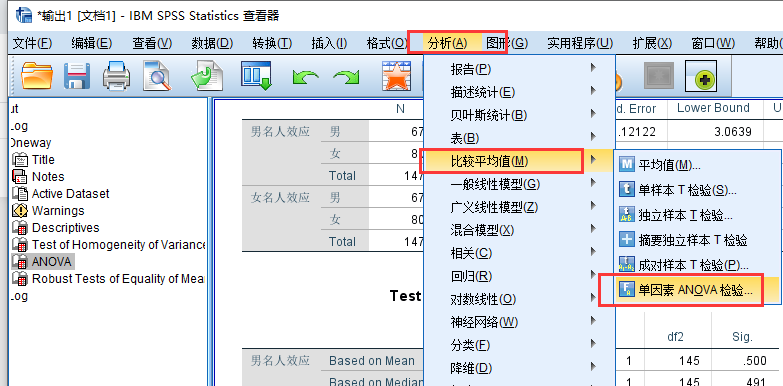 *输出1 [文档1] - IBM SPSS Statistics 查看器
文件(F) 编辑(E) 查看(V) 数据(D) 转换(T) 插入(I) 格式(O) 分析(A) 图形(G) 实用程序(U) 扩展(X) 窗口(W) 帮助(
报告(P)
描述统计(E)
贝叶斯统计(B)
表(B)
比较平均值(M)
一般线性模型(G)
广义线性模型(Z)
混合模型(X)
相关(C)
回归(R)
对数线性(O)
神经网络(W)
分类(F)
降维(D)
平均值(M)...
单样本 T 检验(S)...
独立样本 T 检验...
摘要独立样本 T 检验
成对样本 T 检验(P)...
单因素 ANOVA 检验...
ut
Log
Oneway
Title
Notes
Active Dataset
Warnings
Descriptives
Test of Homogeneity of Variance
ANOVA
Robust Tests of Equality of Mean
Log
N d. Error Lower Bound U
男名人效应 男 67 .12122 3.0639
女 8
Total 147
女名人效应 男 67
女 80
Total 147
Test
df2 Sig.
男名人效应 Based on Mean 1 145 .500
Based on Median 1 145 .491